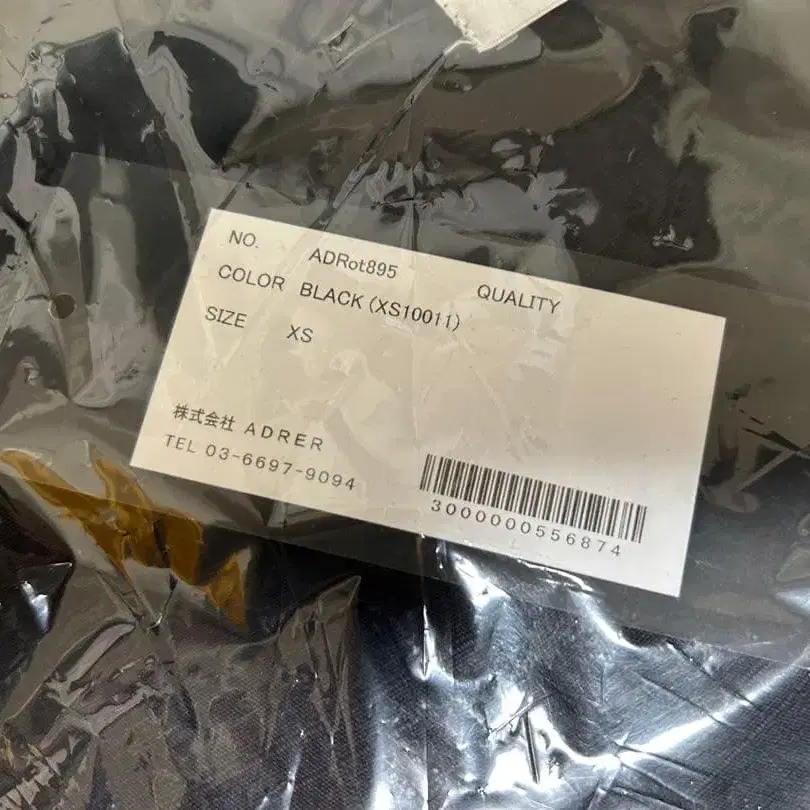 NO. ADRot895
COLOR BLACK (XS10011)
SIZE XS
QUALITY
株式会社 ADRER
TEL 03-6697-9094
3000000556874